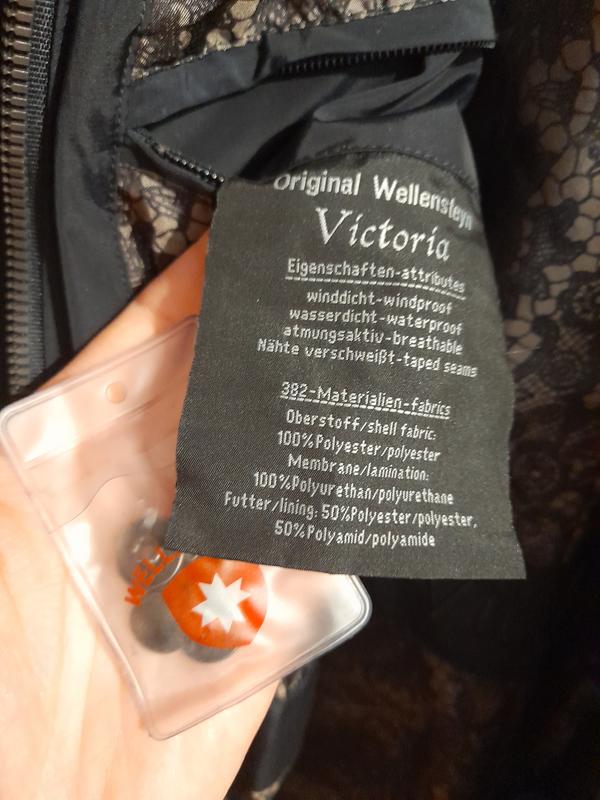 Original Wellensteyn
Victoria
Eigenschaften-attributes
winddicht-windproof
wasserdicht-waterproof
atmungsaktiv-breathable
Nähte verschweißt-taped seams
382-Materialien-fabrics
Oberstoff/shell fabric:
100%Polyester/polyester
Membrane/lamination:
100%Polyurethan/polyurethane
Futter/lining: 50%Polyester/polyester,
50%Polyamid/polyamide
WELL